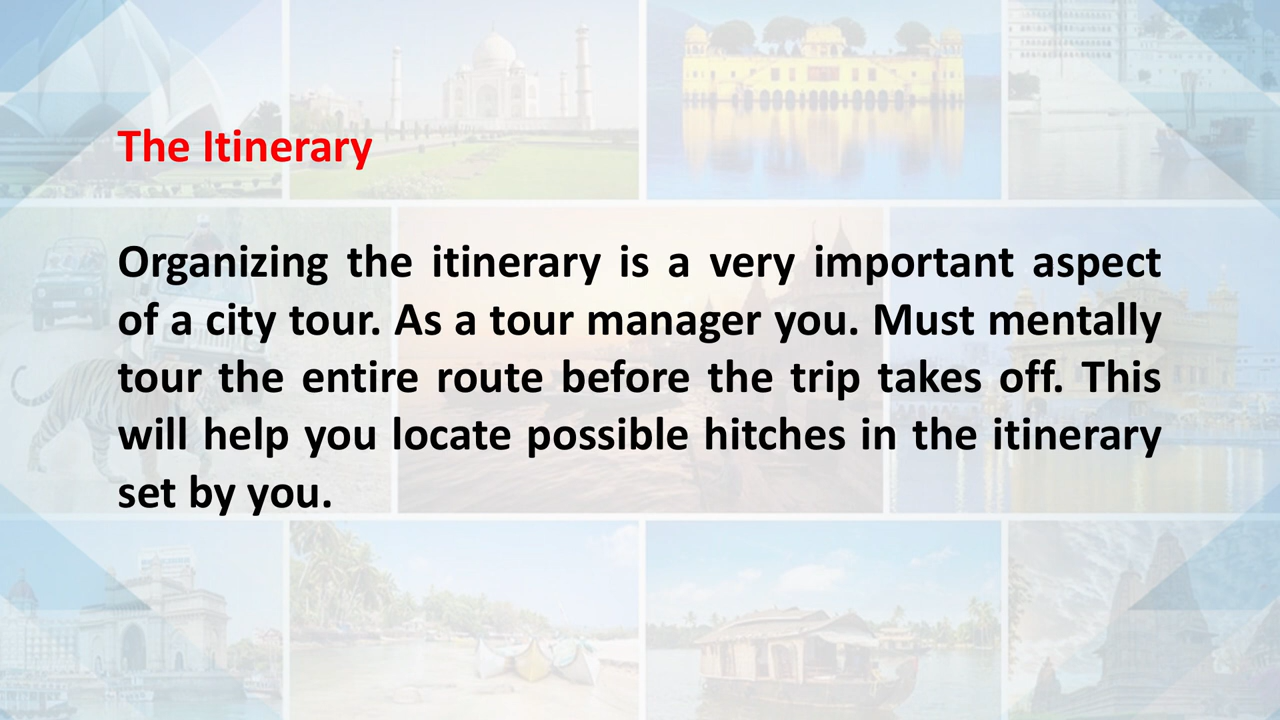 The Itinerary
Organizing the itinerary is a very important aspect
of a city tour. As a tour manager you. Must mentally
tour the entire route before the trip takes off. This
will help you locate possible hitches in the itinerary
set by you.